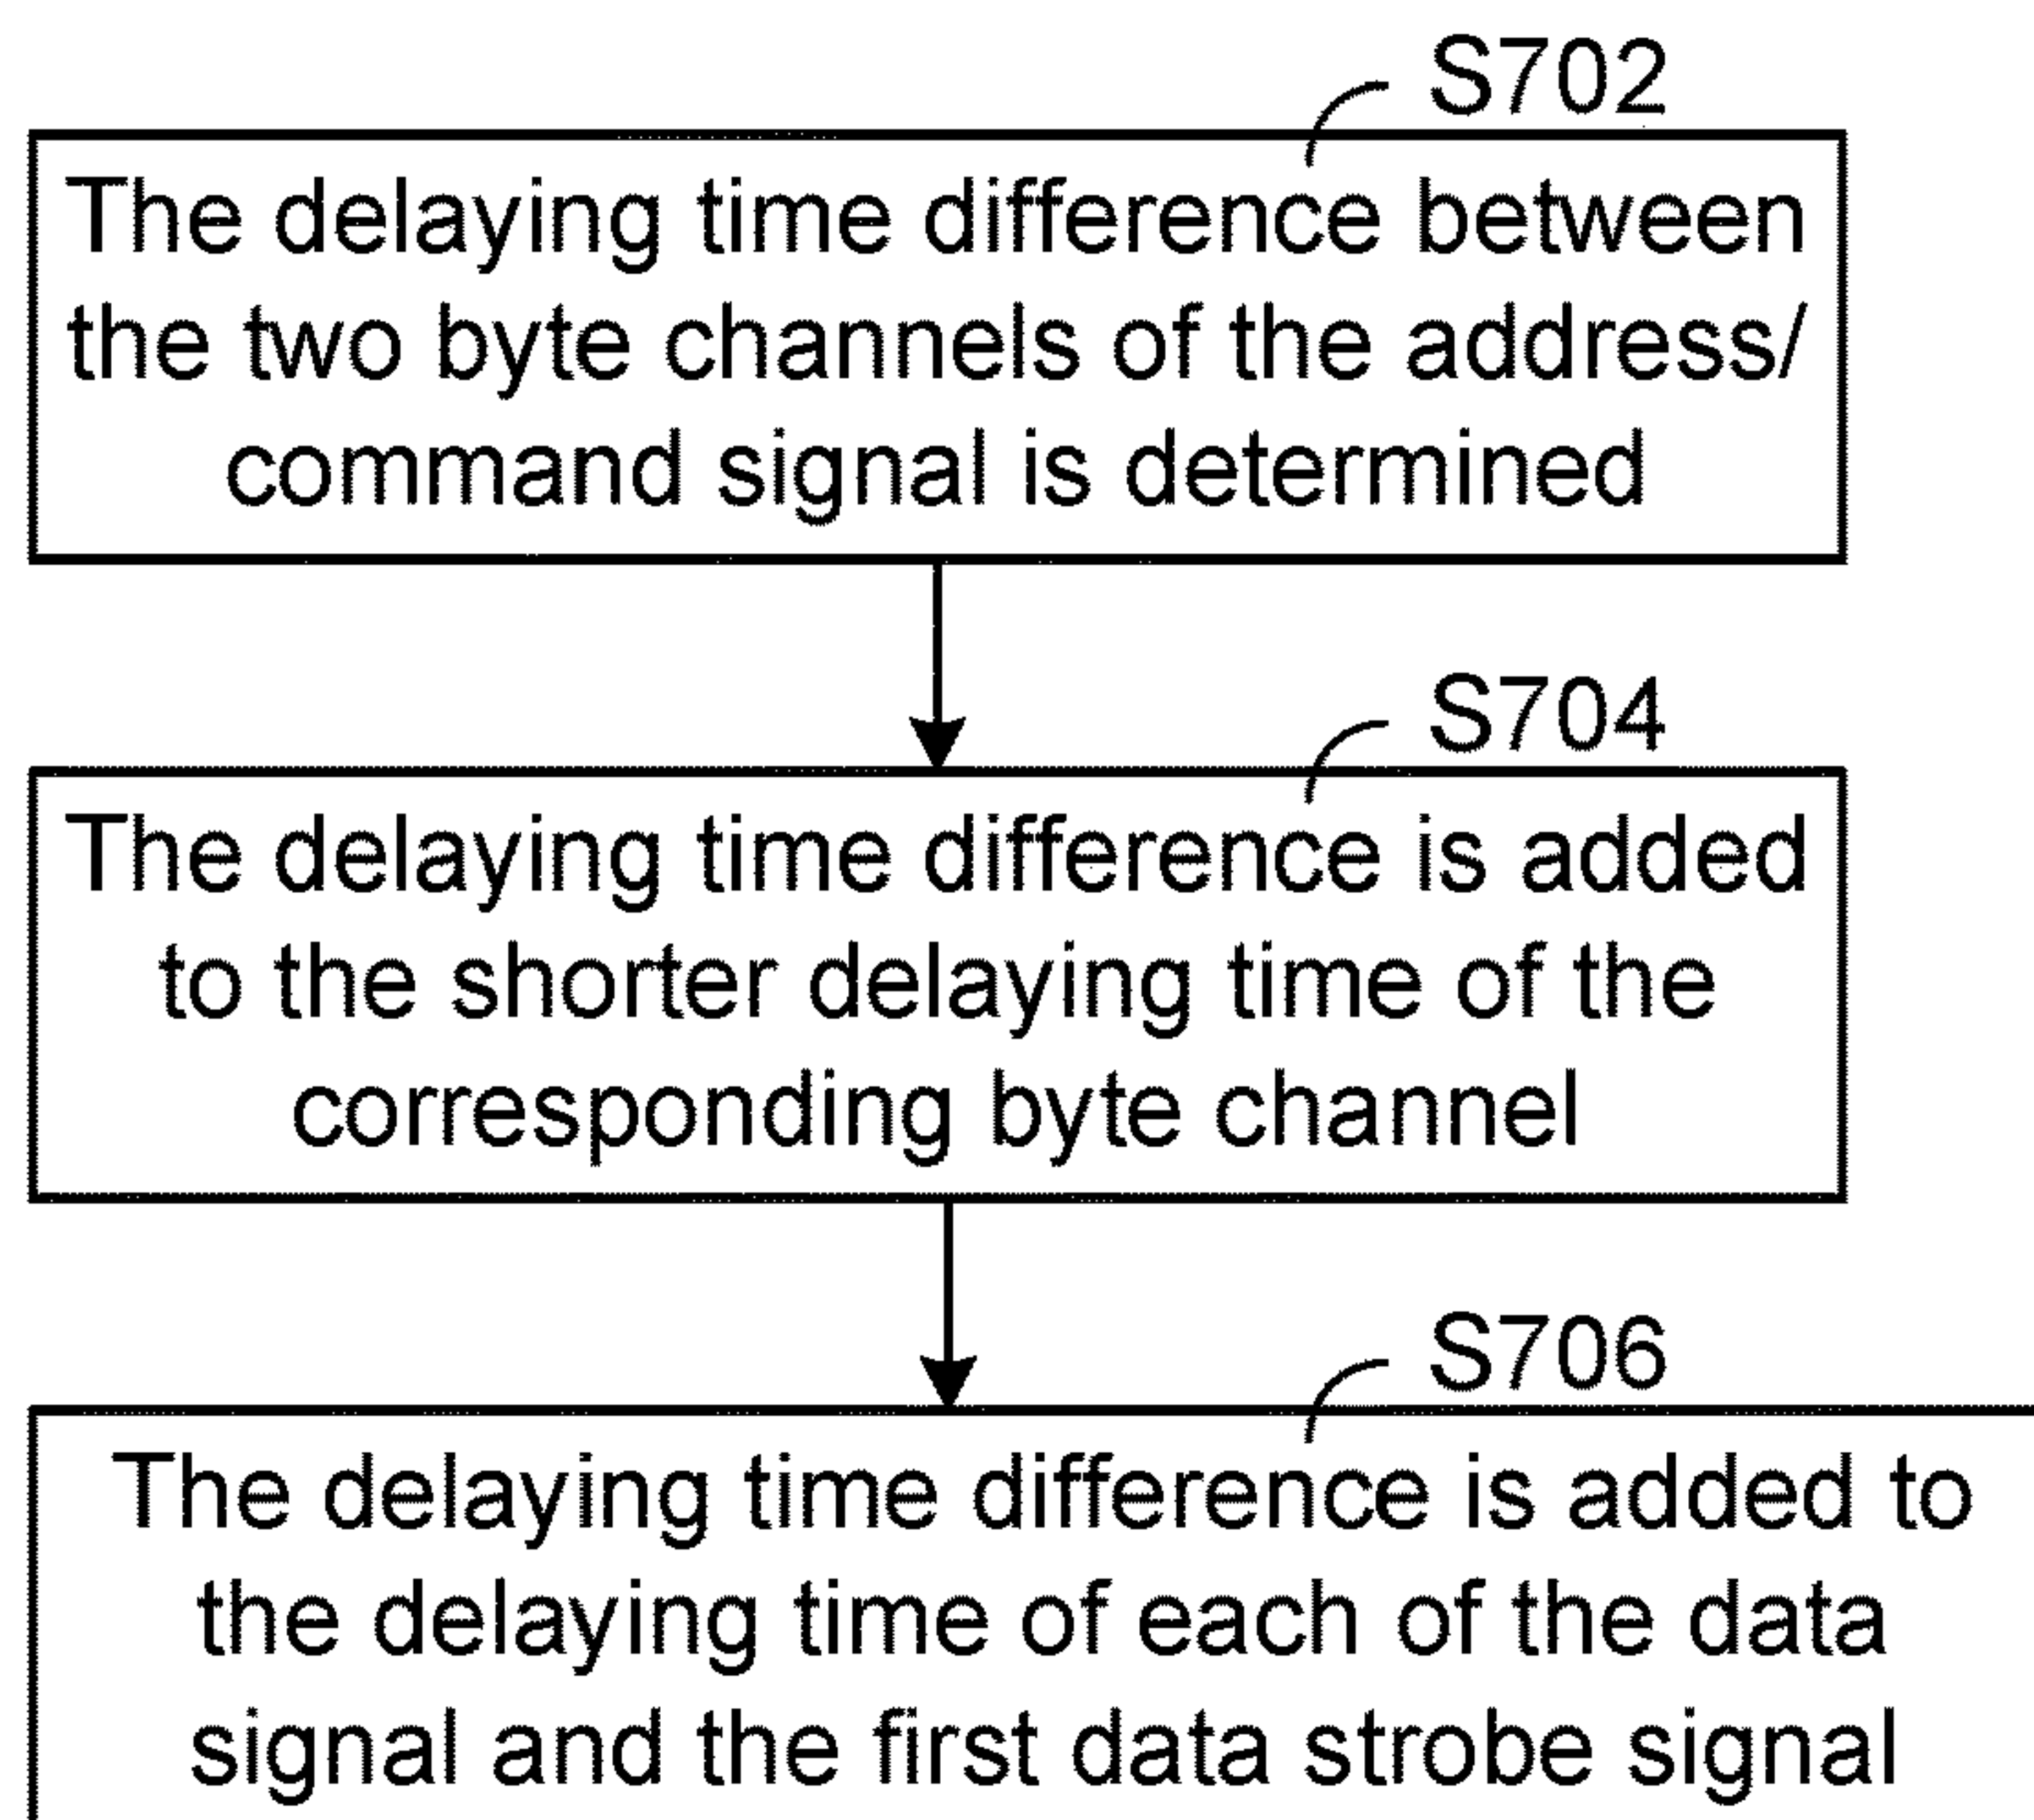 S702
The delaying time difference between
the two byte channels of the address/
command signal is determined
S704
The delaying time difference is added
to the shorter delaying time of the
corresponding byte channel
S706
The delaying time difference is added to
the delaying time of each of the data
signal and the first data strobe signal